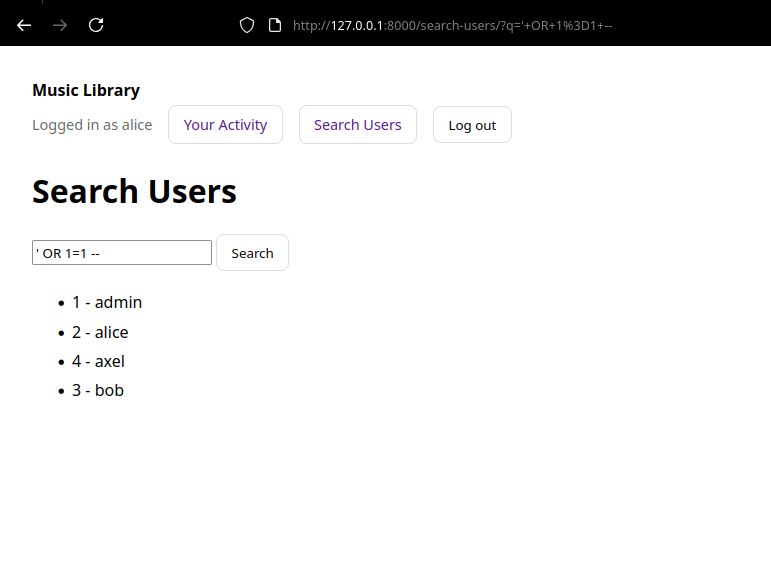 http://127.0.0.1:8000/search-users/?q='+OR+1%3D1+--
Music Library
Logged in as alice Your Activity Search Users Log out
Search Users
' OR 1=1 -- Search
• 1 - admin
• 2 - alice
• 4 - axel
• 3 - bob